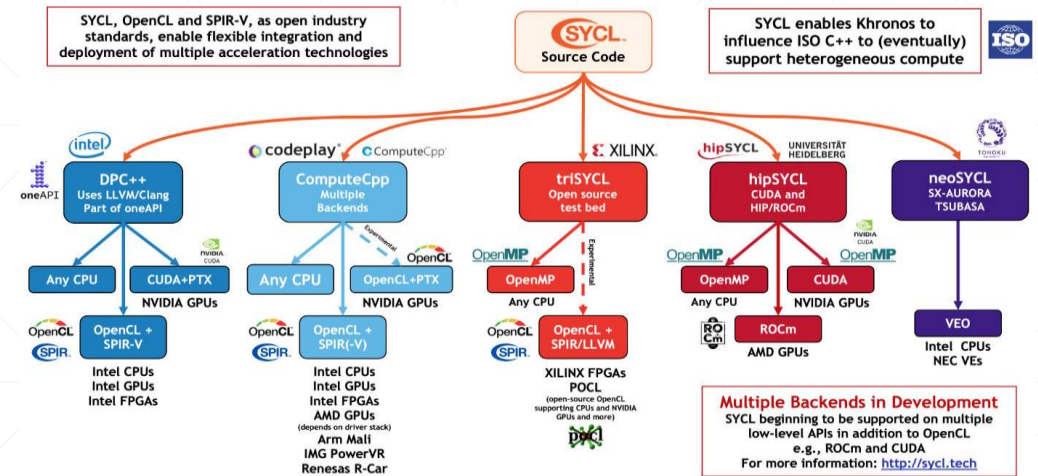 SYCL, OpenCL and SPIR-V, as open industry
standards, enable flexible integration and
deployment of multiple acceleration technologies
SYCL™
Source Code
SYCL enables Khronos to
influence ISO C++ to (eventually)
support heterogeneous compute
ISO
intel
oneAPI
DPC++
Uses LLVM/Clang
Part of oneAPI
NVIDIA
CUDA
Any CPU
CUDA+PTX
NVIDIA GPUs
OpenCL
SPIR
OpenCL +
SPIR-V
Intel CPUs
Intel GPUs
Intel FPGAs
codeplay®
ComputeCpp
ComputeCpp
Multiple
Backends
Experimental
OpenCL
Any CPU
OpenCL+PTX
NVIDIA GPUs
OpenCL
SPIR
OpenCL +
SPIR(-V)
Intel CPUs
Intel GPUs
Intel FPGAs
AMD GPUs
(depends on driver stack)
Arm Mali
IMG PowerVR
Renesas R-Car
XILINX
triSYCL
Open source
test bed
Experimental
OpenMP
OpenMP
Any CPU
OpenCL
SPIR
OpenCL +
SPIR/LLVM
XILINX FPGAs
POCL
(open-source OpenCL
supporting CPUs and NVIDIA
GPUs and more)
pocl
hipSYCL
UNIVERSITÄT
HEIDELBERG
hipSYCL
CUDA and
HIP/ROCm
NVIDIA
CUDA
OpenMP
OpenMP
OpenMP
CUDA
Any CPU
NVIDIA GPUs
ROCm
ROCm
AMD GPUs
TOHOKU
neoSYCL
SX-AURORA
TSUBASA
VEO
Intel CPUs
NEC VEs
Multiple Backends in Development
SYCL beginning to be supported on multiple
low-level APIs in addition to OpenCL
e.g., ROCm and CUDA
For more information: http://sycl.tech